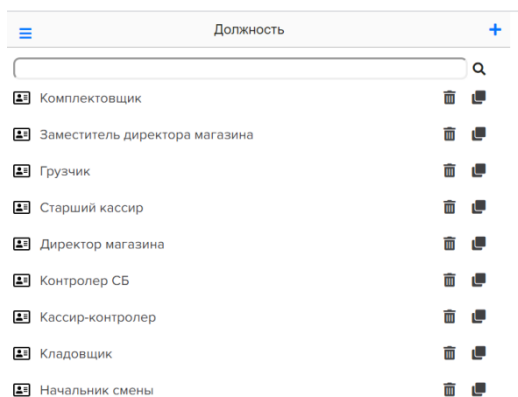 Должность
Комплектовщик
Заместитель директора магазина
Грузчик
Старший кассир
Директор магазина
Контролер СБ
Кассир-контролер
Кладовщик
Начальник смены